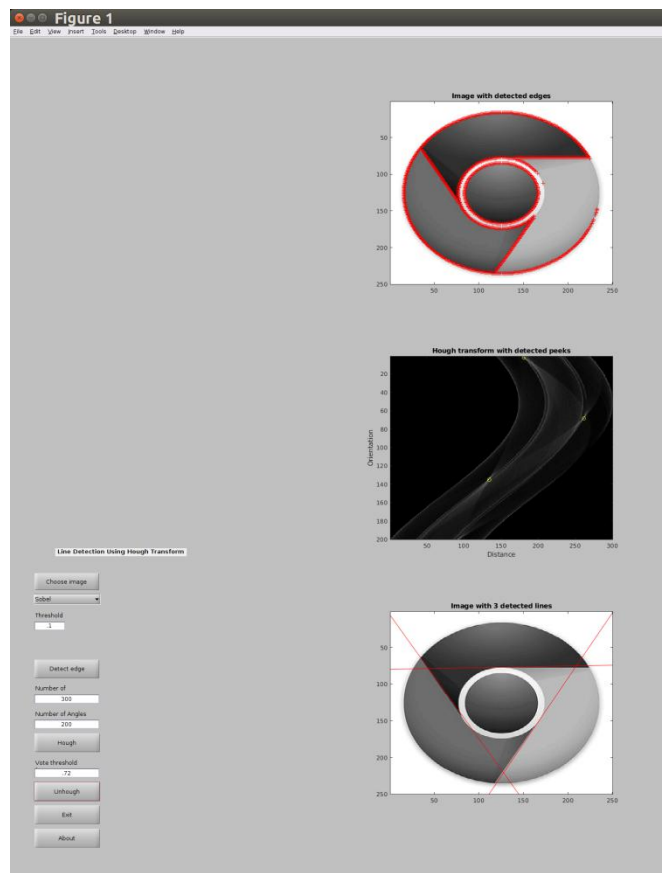 Figure 1
File Edit View Insert Tools Desktop Window Help
Image with detected edges
50
100
150
200
250
50 100 150 200 250
Hough transform with detected peeks
20
40
60
80
100
120
140
160
180
200
Orientation
50 100 150 200 250 300
Distance
Line Detection Using Hough Transform
Choose image
Sobel
Threshold
.1
Detect edge
Number of
300
Number of Angles
200
Hough
Vote threshold
.72
Unhough
Exit
About
Image with 3 detected lines
50
100
150
200
250
50 100 150 200 250